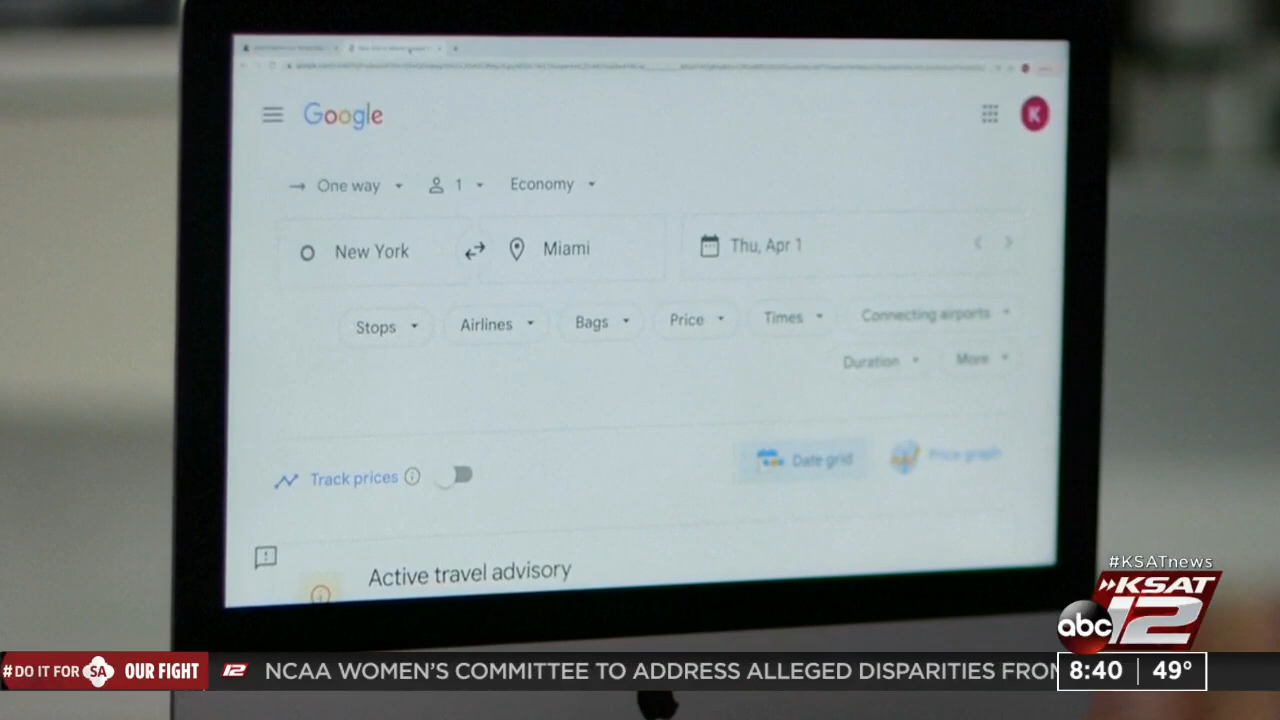 Google
K
One way 1 Economy
New York Miami Thu, Apr 1
Stops Airlines Bags Price Times Connecting airports
Duration More
Track prices Date grid Price graph
Active travel advisory
#KSATnews
KSAT
abc 12
#DO IT FOR SA OUR FIGHT 12 NCAA WOMEN'S COMMITTEE TO ADDRESS ALLEGED DISPARITIES FROM 8:40 49°